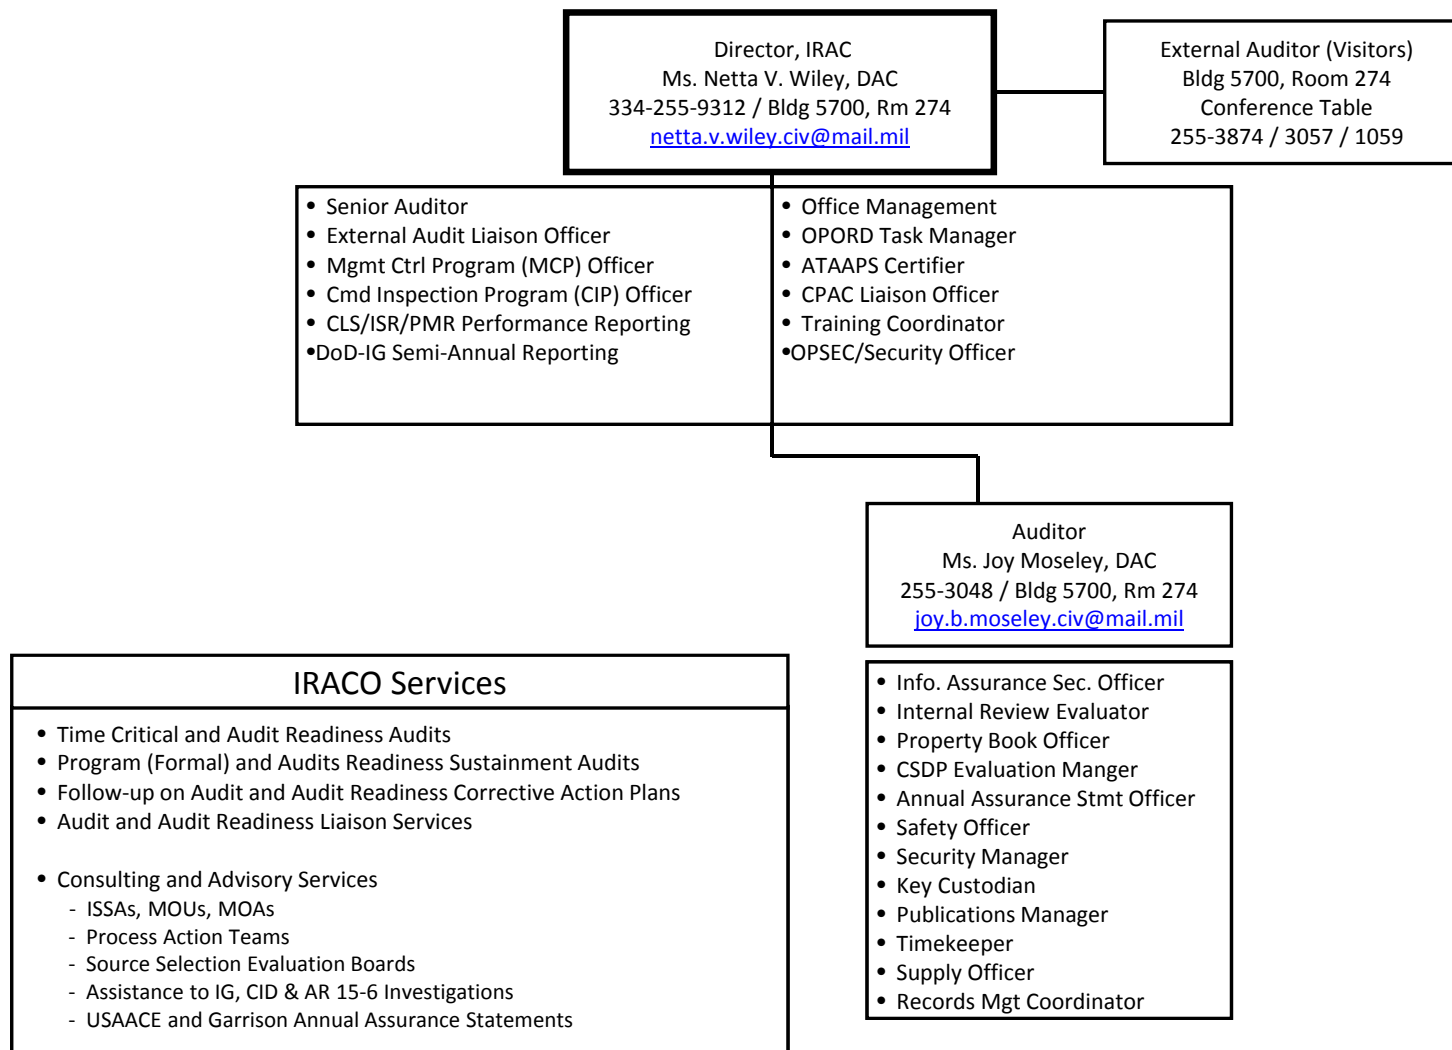 Director, IRAC
Ms. Netta V. Wiley, DAC
334-255-9312 / Bldg 5700, Rm 274
netta.v.wiley.civ@mail.mil
External Auditor (Visitors)
Bldg 5700, Room 274
Conference Table
255-3874 / 3057 / 1059
• Senior Auditor
• External Audit Liaison Officer
• Mgmt Ctrl Program (MCP) Officer
• Cmd Inspection Program (CIP) Officer
• CLS/ISR/PMR Performance Reporting
•DoD-IG Semi-Annual Reporting
• Office Management
• OPORD Task Manager
• ATAAPS Certifier
• CPAC Liaison Officer
• Training Coordinator
•OPSEC/Security Officer
Auditor
Ms. Joy Moseley, DAC
255-3048 / Bldg 5700, Rm 274
joy.b.moseley.civ@mail.mil
• Info. Assurance Sec. Officer
• Internal Review Evaluator
• Property Book Officer
• CSDP Evaluation Manger
• Annual Assurance Stmt Officer
• Safety Officer
• Security Manager
• Key Custodian
• Publications Manager
• Timekeeper
• Supply Officer
• Records Mgt Coordinator
IRACO Services
• Time Critical and Audit Readiness Audits
• Program (Formal) and Audits Readiness Sustainment Audits
• Follow-up on Audit and Audit Readiness Corrective Action Plans
• Audit and Audit Readiness Liaison Services
• Consulting and Advisory Services
- ISSAs, MOUs, MOAs
- Process Action Teams
- Source Selection Evaluation Boards
- Assistance to IG, CID & AR 15-6 Investigations
- USAACE and Garrison Annual Assurance Statements